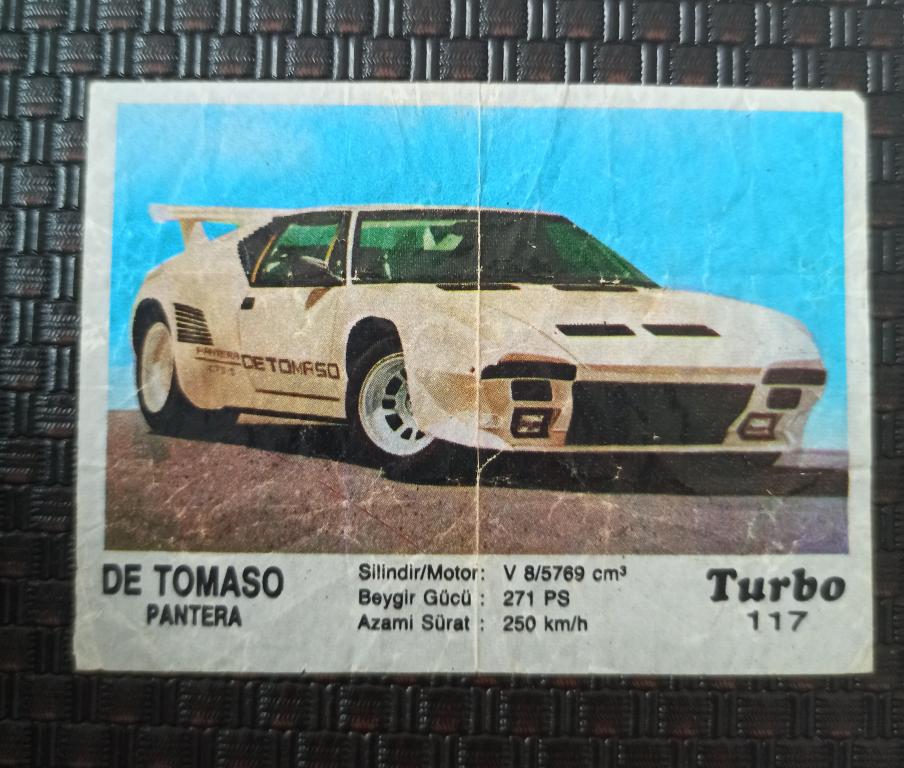 PANTERA
DETOMASO
DE TOMASO
PANTERA
Silindir/Motor: V 8/5769 cm³
Beygir Gücü : 271 PS
Azami Sürat : 250 km/h
Turbo
117